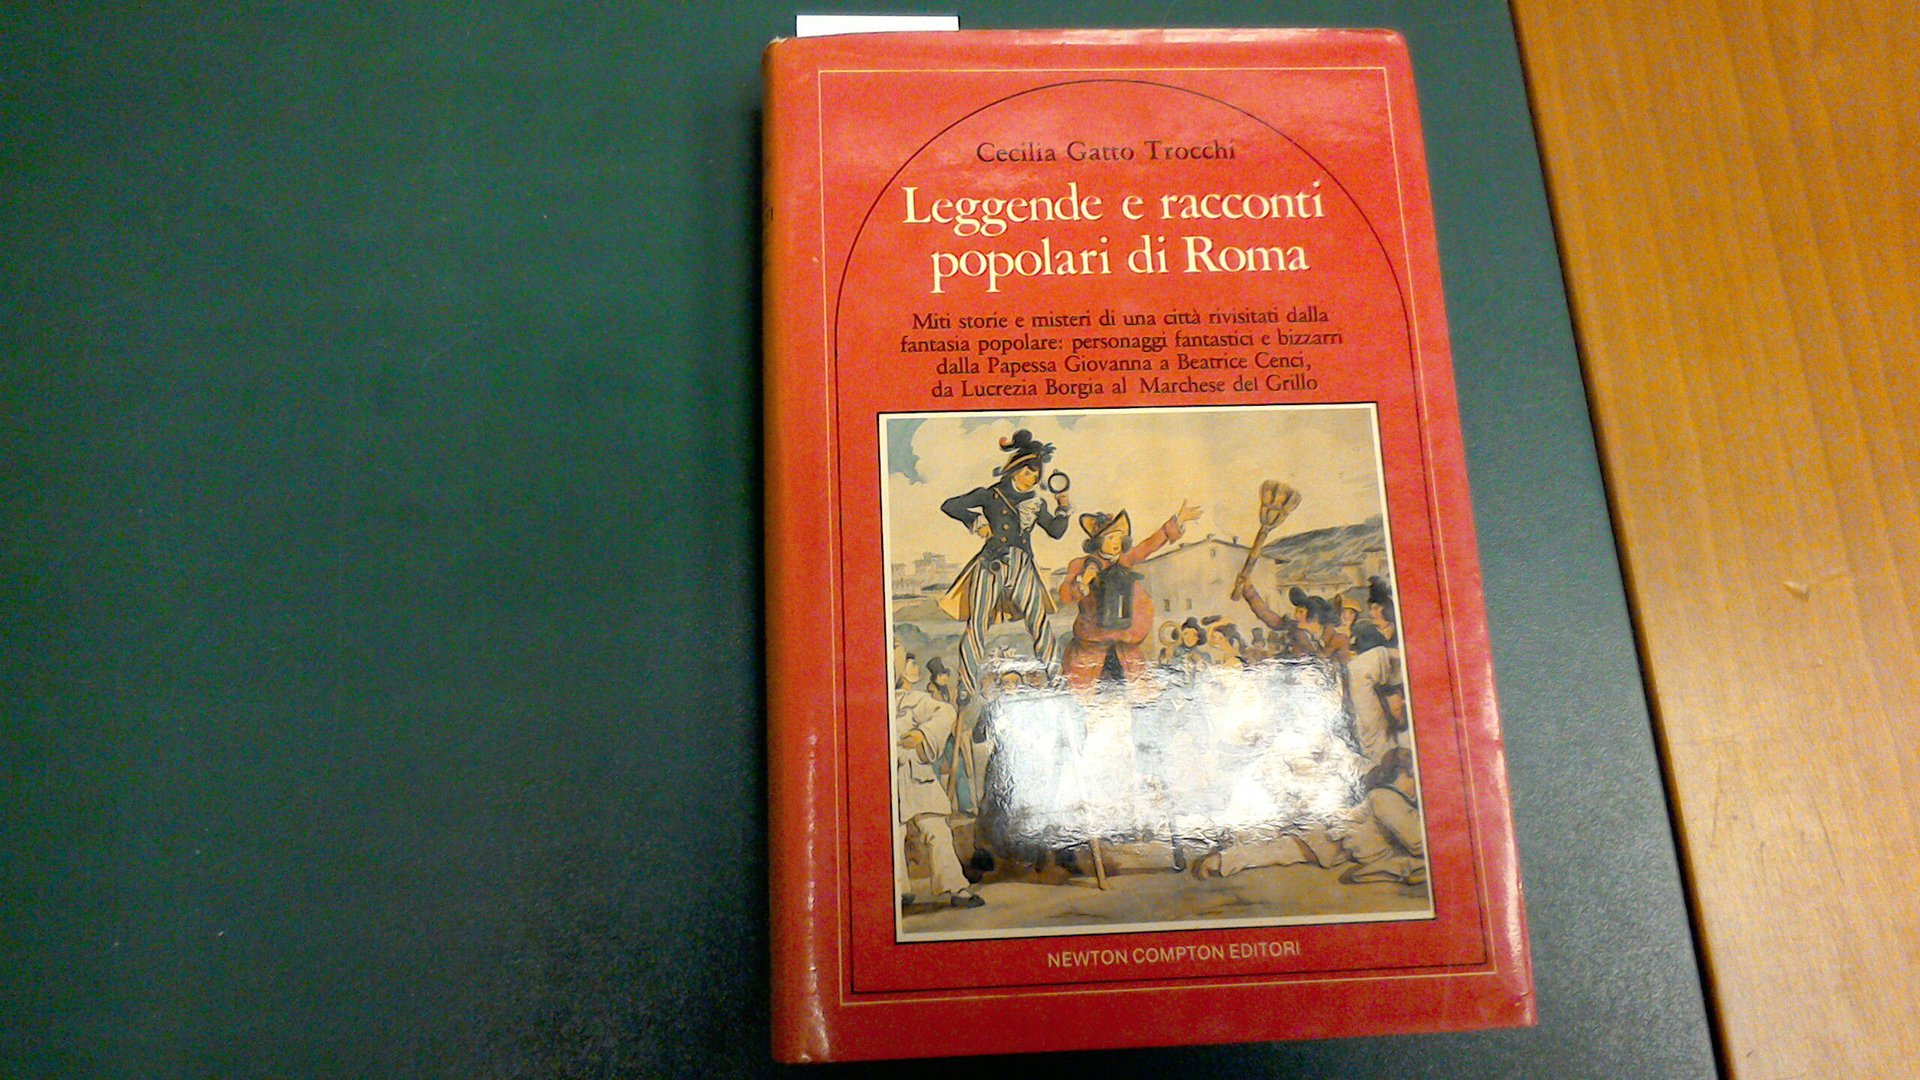 Cecilia Gatto Trocchi
Leggende e racconti
popolari di Roma
Miti storie e misteri di una città rivisitati dalla
fantasia popolare: personaggi fantastici e bizzarri
dalla Papessa Giovanna a Beatrice Cenci,
da Lucrezia Borgia al Marchese del Grillo
NEWTON COMPTON EDITORI